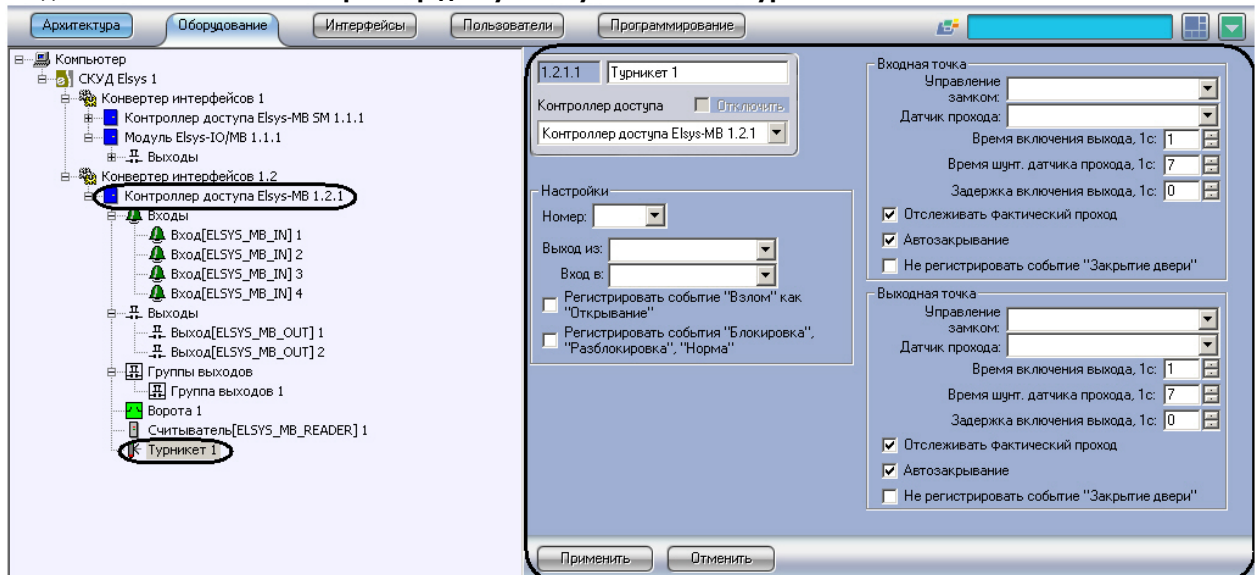 Архитектура
Оборудование
Интерфейсы
Пользователи
Программирование
Компьютер
СКУД Elsys 1
Конвертер интерфейсов 1
Контроллер доступа Elsys-MB SM 1.1.1
Модуль Elsys-IO/MB 1.1.1
Выходы
Конвертер интерфейсов 1.2
Контроллер доступа Elsys-MB 1.2.1
Входы
Вход[ELSYS_MB_IN] 1
Вход[ELSYS_MB_IN] 2
Вход[ELSYS_MB_IN] 3
Вход[ELSYS_MB_IN] 4
Выходы
Выход[ELSYS_MB_OUT] 1
Выход[ELSYS_MB_OUT] 2
Группы выходов
Группа выходов 1
Ворота 1
Считыватель[ELSYS_MB_READER] 1
Турникет 1
1.2.1.1 Турникет 1
Контроллер доступа Отключить
Контроллер доступа Elsys-MB 1.2.1
Настройки
Номер:
Выход из:
Вход в:
Регистрировать событие "Взлом" как
"Открывание"
Регистрировать события "Блокировка",
"Разблокировка", "Норма"
Входная точка
Управление
замком:
Датчик прохода:
Время включения выхода, 1с: 1
Время шунт. датчика прохода, 1с: 7
Задержка включения выхода, 1с: 0
Отслеживать фактический проход
Автозакрывание
Не регистрировать событие "Закрытие двери"
Выходная точка
Управление
замком:
Датчик прохода:
Время включения выхода, 1с: 1
Время шунт. датчика прохода, 1с: 7
Задержка включения выхода, 1с: 0
Отслеживать фактический проход
Автозакрывание
Не регистрировать событие "Закрытие двери"
Применить
Отменить